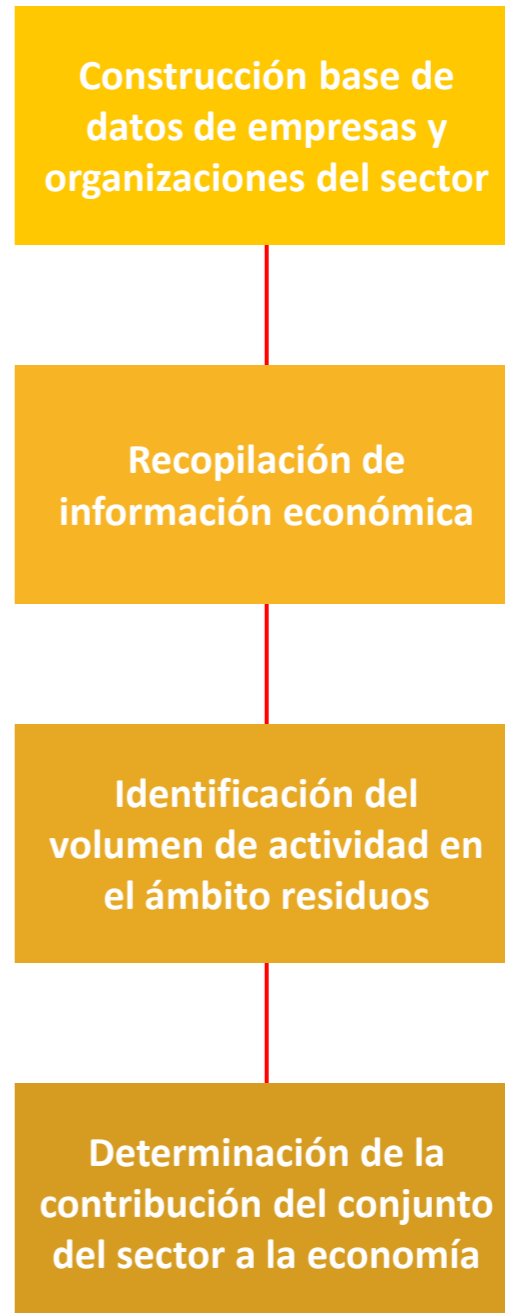 Construcción base de
datos de empresas y
organizaciones del sector
Recopilación de
información económica
Identificación del
volumen de actividad en
el ámbito residuos
Determinación de la
contribución del conjunto
del sector a la economía